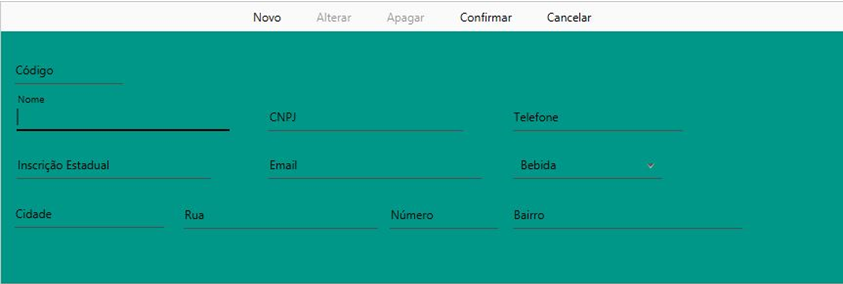 Novo Alterar Apagar Confirmar Cancelar
Código
Nome
CNPJ Telefone
Inscrição Estadual Email Bebida
Cidade Rua Número Bairro